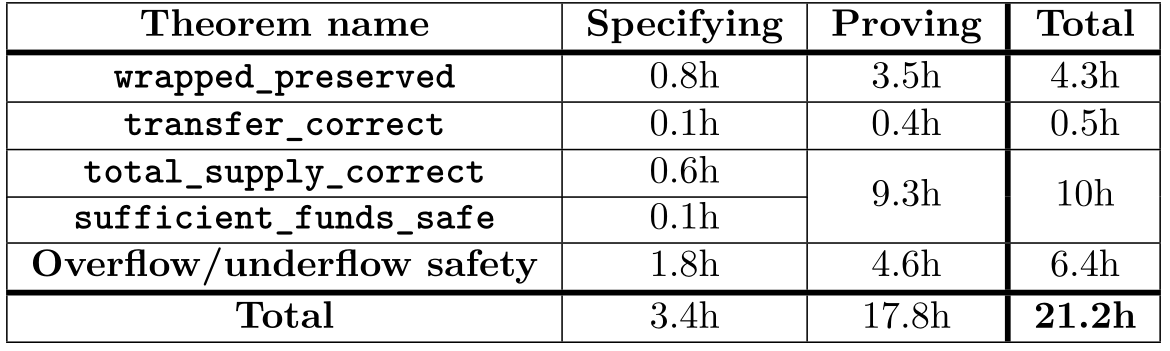 Theorem name Specifying Proving Total
wrapped_preserved 0.8h 3.5h 4.3h
transfer_correct 0.1h 0.4h 0.5h
total_supply_correct 0.6h 9.3h 10h
sufficient_funds_safe 0.1h
Overflow/underflow safety 1.8h 4.6h 6.4h
Total 3.4h 17.8h 21.2h